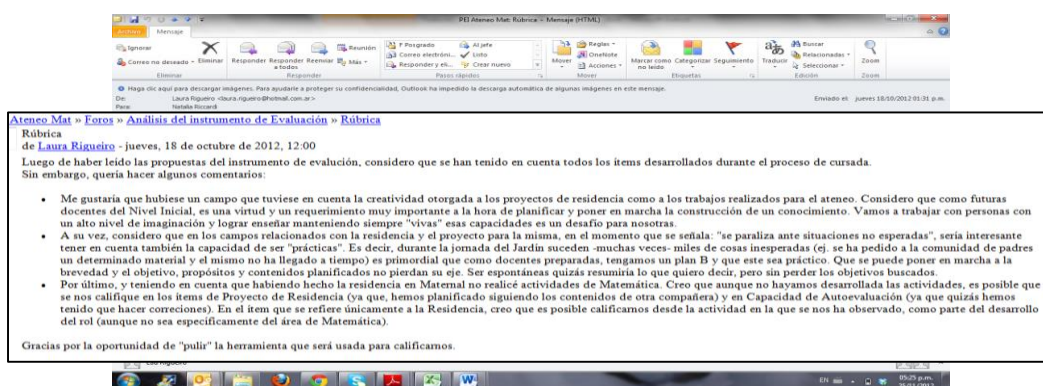 PEI Ateneo Mat: Rúbrica - Mensaje (HTML)
Archivo Mensaje
Ignorar
Correo no deseado
Eliminar
Responder
Responder a todos
Reenviar
Reunión
Más
F Posgrado
Al jefe
Correo electróni...
Listo
Responder y eli...
Crear nuevo
Mover
Reglas
OneNote
Acciones
Marcar como no leído
Categorizar
Seguimiento
Traducir
Buscar
Relacionadas
Seleccionar
Zoom
Eliminar Responder Pasos rápidos Mover Etiquetas Edición Zoom
Haga clic aquí para descargar imágenes. Para ayudarle a proteger su confidencialidad, Outlook ha impedido la descarga automática de algunas imágenes en este mensaje.
De: Laura Rigueiro <laura.rigueiro@hotmail.com.ar> Enviado el: jueves 18/10/2012 01:31 p.m.
Para: Natalia Riccardi
Ateneo Mat » Foros » Análisis del instrumento de Evaluación » Rúbrica
Rúbrica
de Laura Rigueiro - jueves, 18 de octubre de 2012, 12:00
Luego de haber leído las propuestas del instrumento de evalución, considero que se han tenido en cuenta todos los ítems desarrollados durante el proceso de cursada.
Sin embargo, quería hacer algunos comentarios:
• Me gustaría que hubiese un campo que tuviese en cuenta la creatividad otorgada a los proyectos de residencia como a los trabajos realizados para el ateneo. Considero que como futuras
docentes del Nivel Inicial, es una virtud y un requerimiento muy importante a la hora de planificar y poner en marcha la construcción de un conocimiento. Vamos a trabajar con personas con
un alto nivel de imaginación y lograr enseñar manteniendo siempre "vivas" esas capacidades es un desafío para nosotras.
• A su vez, considero que en los campos relacionados con la residencia y el proyecto para la misma, en el momento que se señala: "se paraliza ante situaciones no esperadas", sería interesante
tener en cuenta también la capacidad de ser "prácticas". Es decir, durante la jornada del Jardín suceden -muchas veces- miles de cosas inesperadas (ej. se ha pedido a la comunidad de padres
un determinado material y el mismo no ha llegado a tiempo) es primordial que como docentes preparadas, tengamos un plan B y que este sea práctico. Que se puede poner en marcha a la
brevedad y el objetivo, propósitos y contenidos planificados no pierdan su eje. Ser espontáneas quizás resumiría lo que quiero decir, pero sin perder los objetivos buscados.
• Por último, y teniendo en cuenta que habiendo hecho la residencia en Maternal no realicé actividades de Matemática. Creo que aunque no hayamos desarrollada las actividades, es posible que
se nos califique en los items de Proyecto de Residencia (ya que, hemos planificado siguiendo los contenidos de otra compañera) y en Capacidad de Autoevaluación (ya que quizás hemos
tenido que hacer correciones). En el item que se refiere únicamente a la Residencia, creo que es posible calificarnos desde la actividad en la que se nos ha observado, como parte del desarrollo
del rol (aunque no sea específicamente del área de Matemática).
Gracias por la oportunidad de "pulir" la herramienta que será usada para calificarnos.
EN
05:25 p.m.